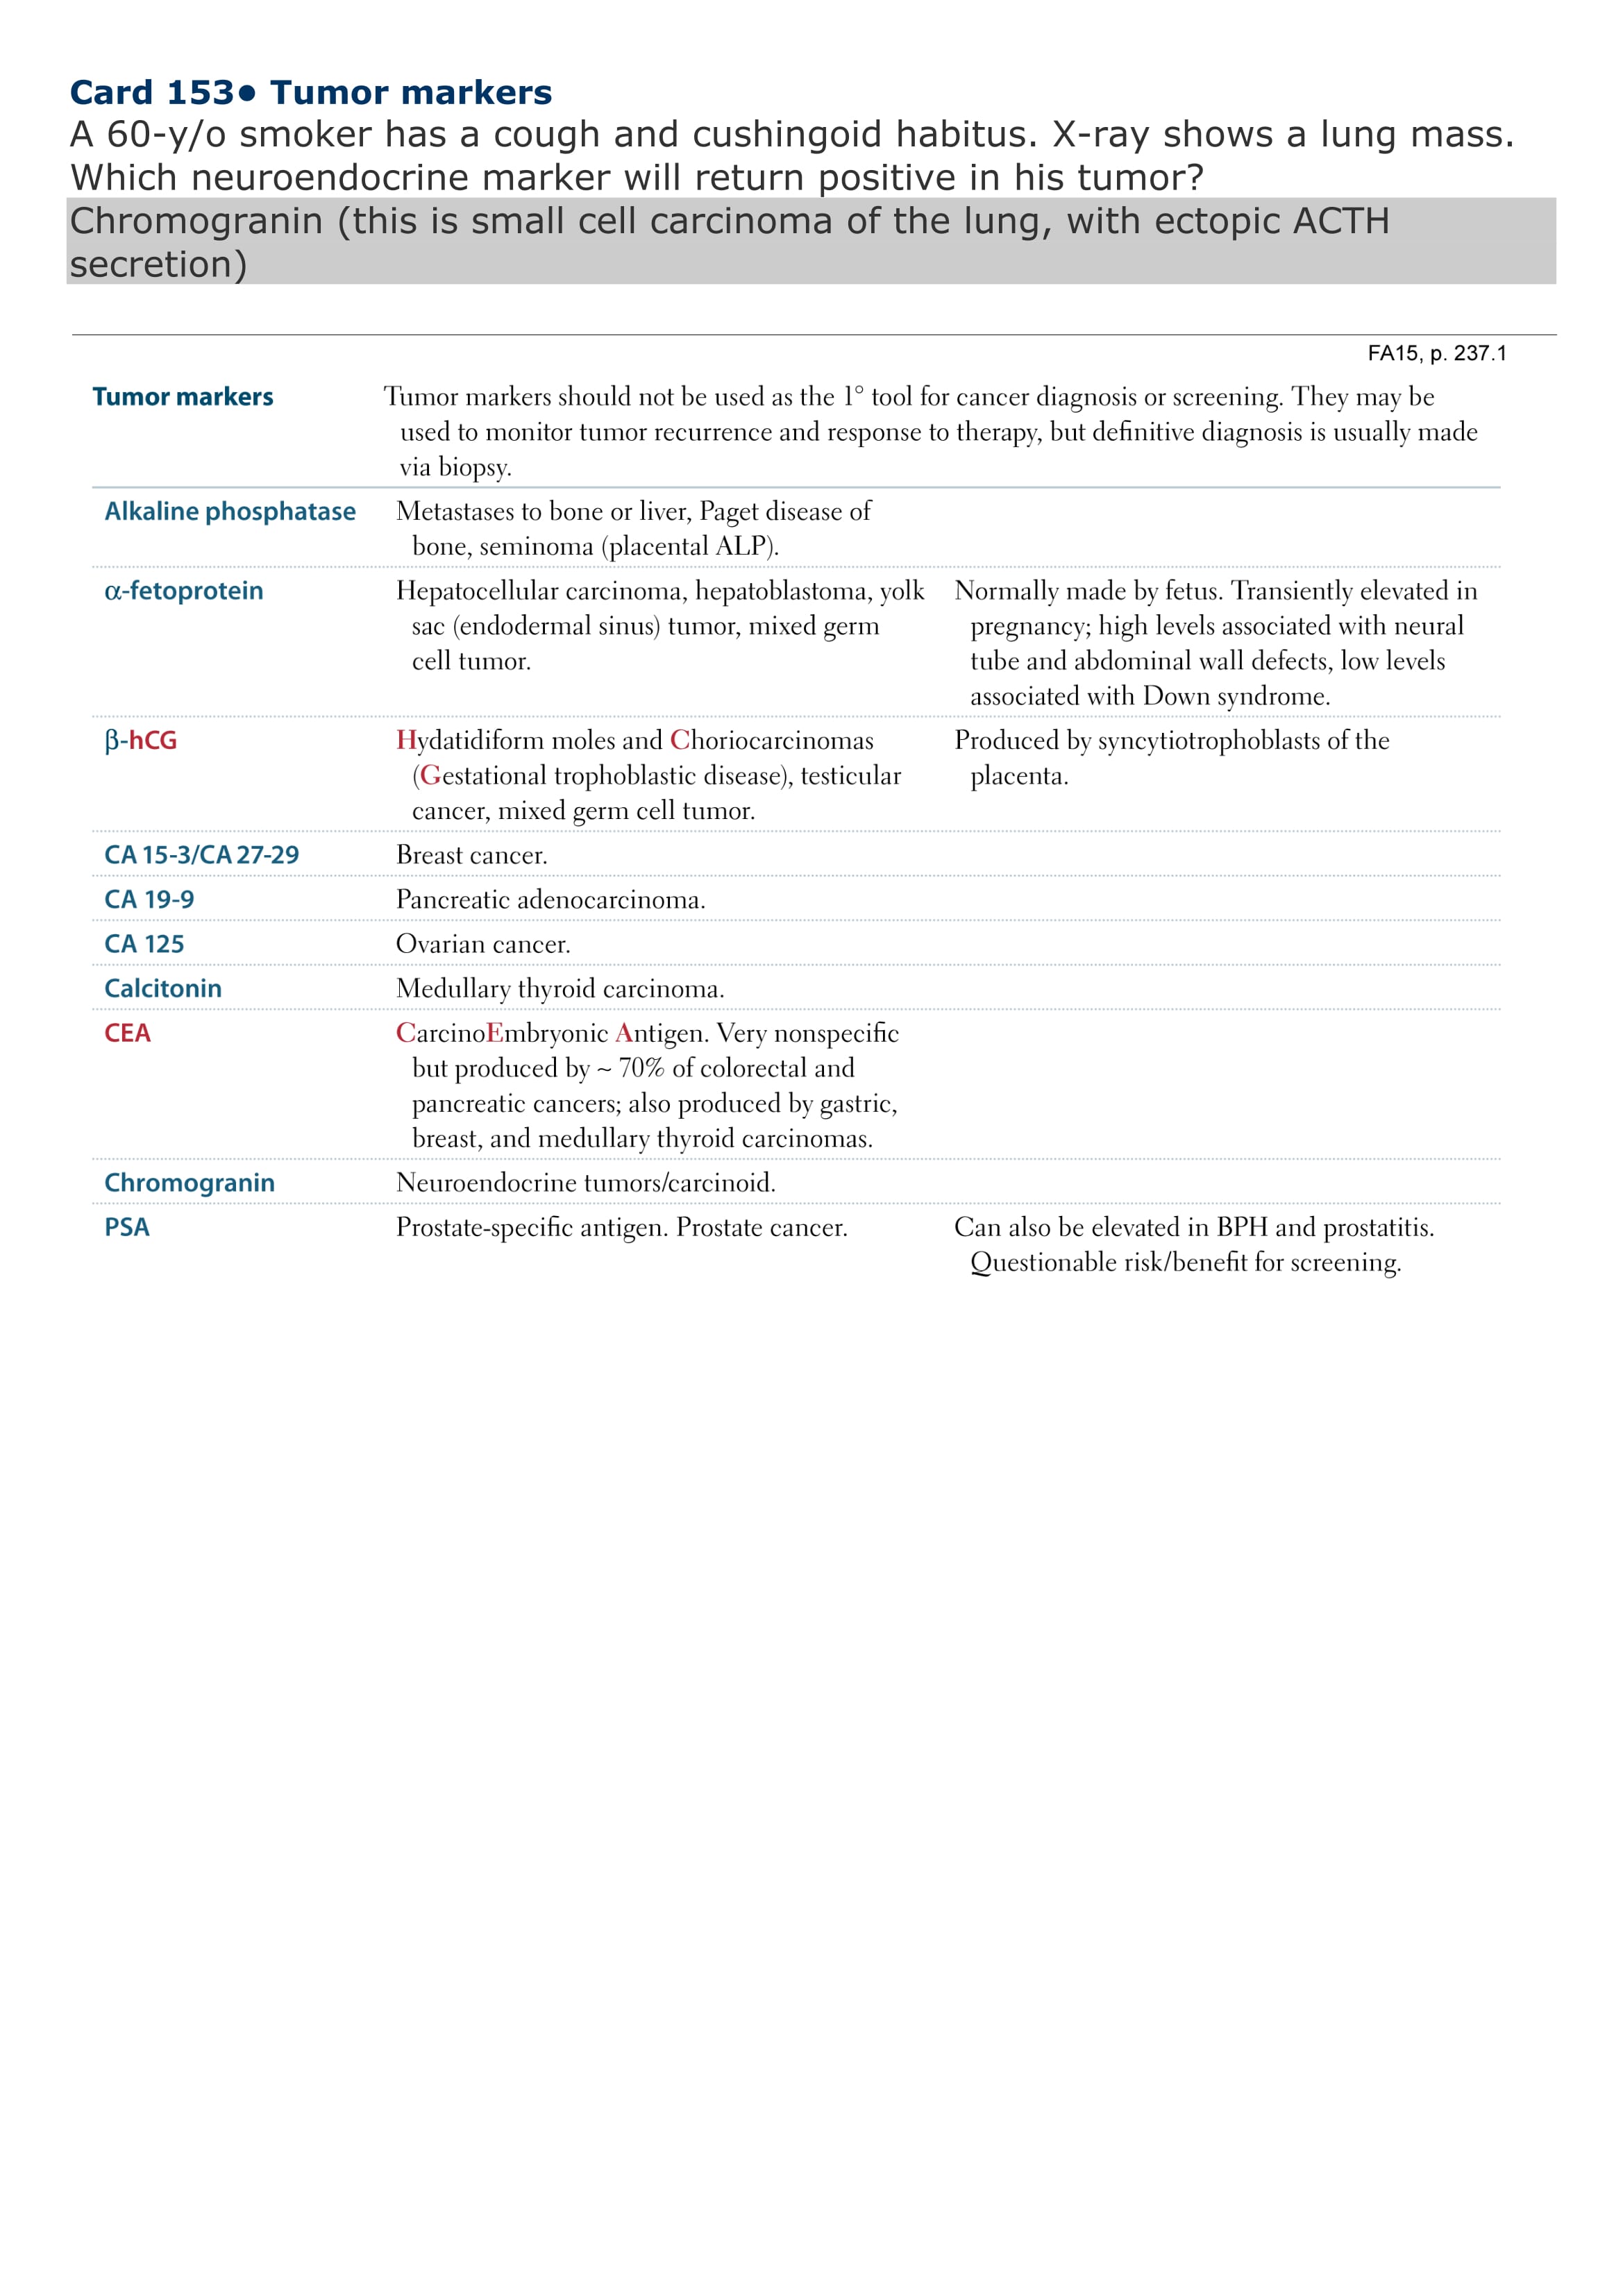 Card 153● Tumor markers
A 60-y/o smoker has a cough and cushingoid habitus. X-ray shows a lung mass.
Which neuroendocrine marker will return positive in his tumor?
Chromogranin (this is small cell carcinoma of the lung, with ectopic ACTH
secretion)
FA15, p. 237.1
Tumor markers Tumor markers should not be used as the 1° tool for cancer diagnosis or screening. They may be
used to monitor tumor recurrence and response to therapy, but definitive diagnosis is usually made
via biopsy.
Alkaline phosphatase Metastases to bone or liver, Paget disease of
bone, seminoma (placental ALP).
α-fetoprotein Hepatocellular carcinoma, hepatoblastoma, yolk Normally made by fetus. Transiently elevated in
sac (endodermal sinus) tumor, mixed germ pregnancy; high levels associated with neural
cell tumor. tube and abdominal wall defects, low levels
associated with Down syndrome.
β-hCG Hydatidiform moles and Choriocarcinomas Produced by syncytiotrophoblasts of the
(Gestational trophoblastic disease), testicular placenta.
cancer, mixed germ cell tumor.
CA 15-3/CA 27-29 Breast cancer.
CA 19-9 Pancreatic adenocarcinoma.
CA 125 Ovarian cancer.
Calcitonin Medullary thyroid carcinoma.
CEA CarcinoEmbryonic Antigen. Very nonspecific
but produced by ~ 70% of colorectal and
pancreatic cancers; also produced by gastric,
breast, and medullary thyroid carcinomas.
Chromogranin Neuroendocrine tumors/carcinoid.
PSA Prostate-specific antigen. Prostate cancer. Can also be elevated in BPH and prostatitis.
Questionable risk/benefit for screening.